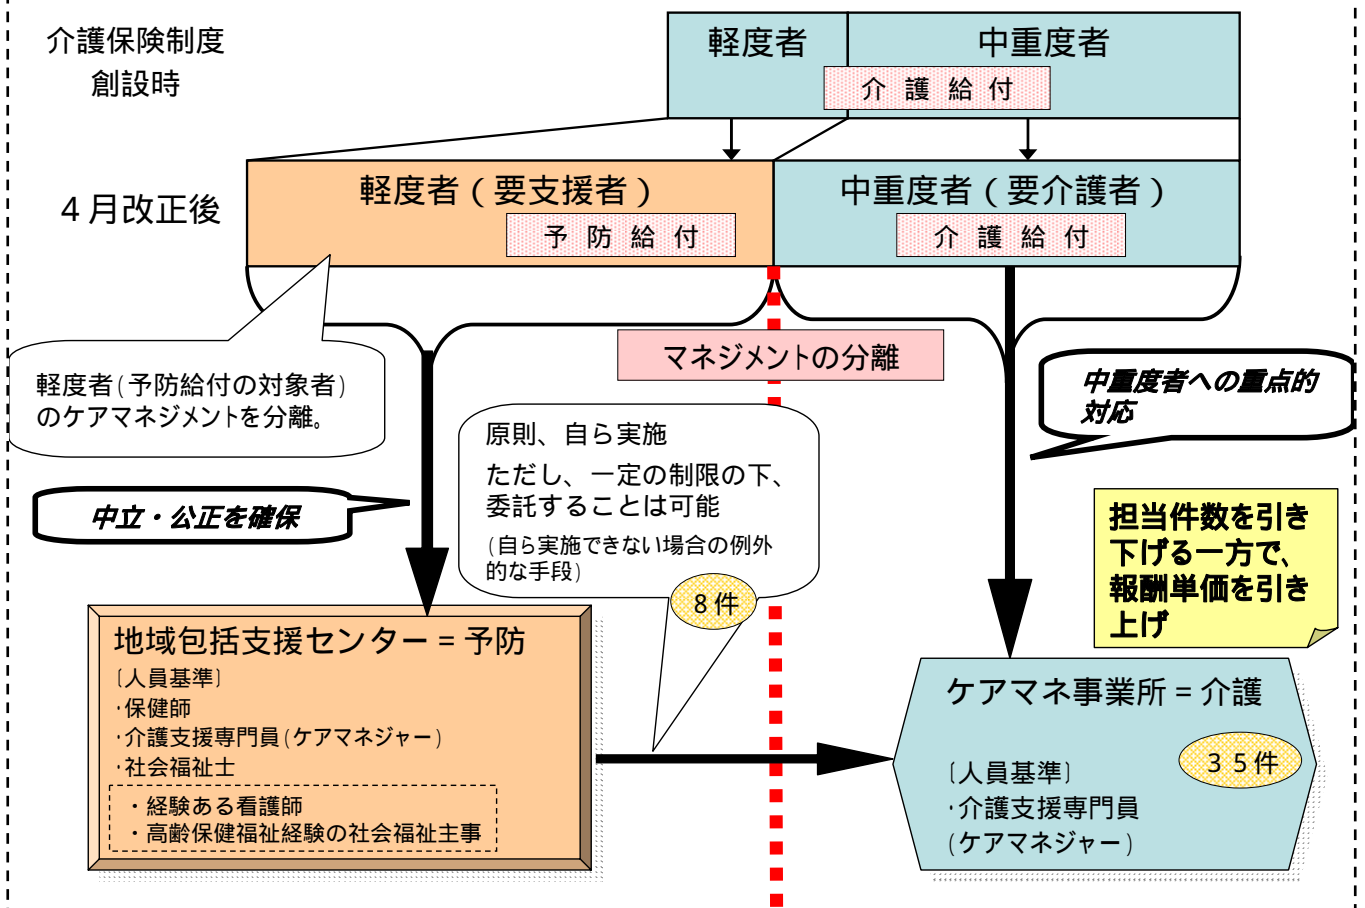 介護保険制度
創設時
軽度者
中重度者
介護給付
4月改正後
軽度者(要支援者)
予防給付
中重度者(要介護者)
介護給付
マネジメントの分離
軽度者(予防給付の対象者)
のケアマネジメントを分離。
中立・公正を確保
原則、自ら実施
ただし、一定の制限の下、
委託することは可能
(自ら実施できない場合の例外
的な手段)
8件
中重度者への重点的
対応
担当件数を引き
下げる一方で、
報酬単価を引き
上げ
地域包括支援センター=予防
〔人員基準〕
・保健師
・介護支援専門員(ケアマネジャー)
・社会福祉士
・経験ある看護師
・高齢保健福祉経験の社会福祉主事
ケアマネ事業所=介護
35件
〔人員基準〕
・介護支援専門員
(ケアマネジャー)